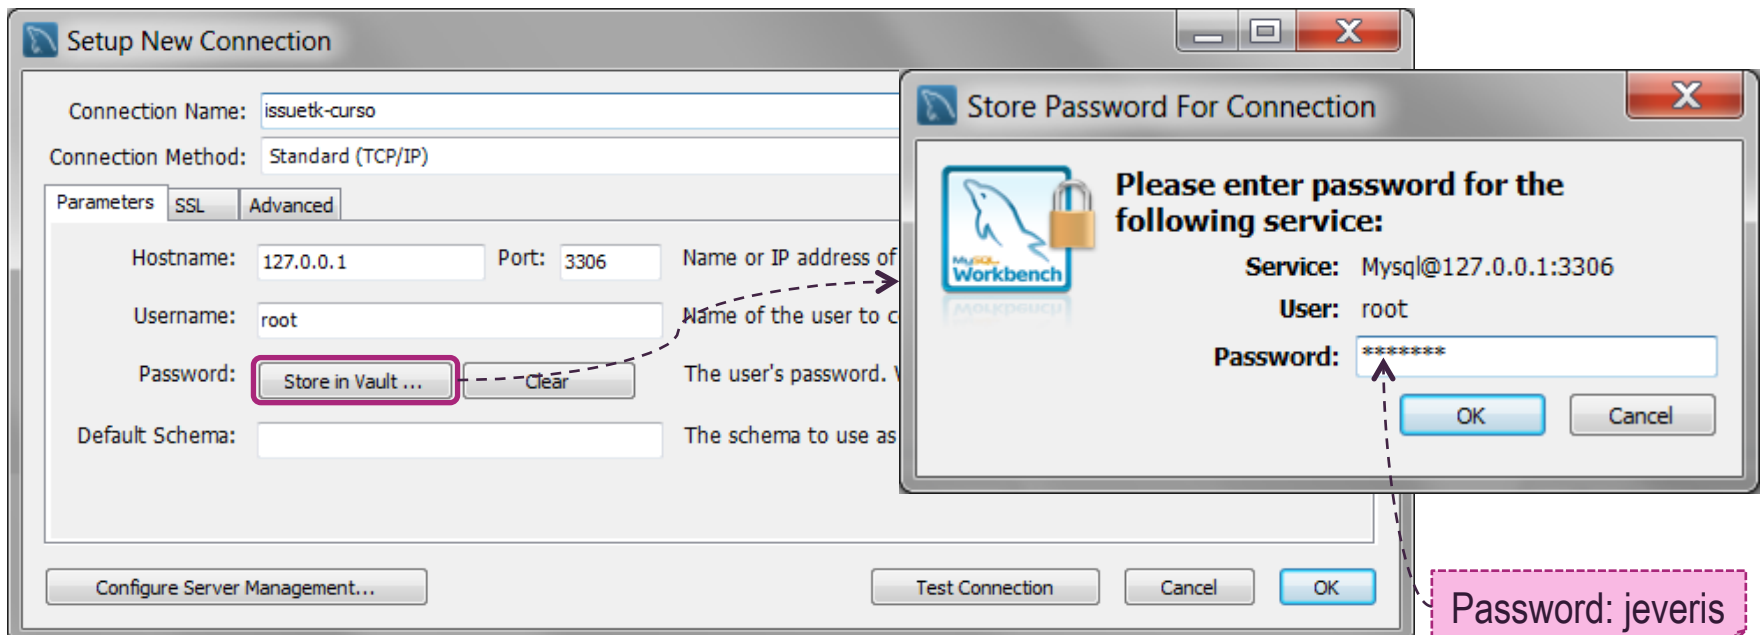 Setup New Connection
Connection Name: issuetk-curso
Connection Method: Standard (TCP/IP)
Parameters SSL Advanced
Hostname: 127.0.0.1 Port: 3306 Name or IP address of
Username: root Name of the user to c
Password: Store in Vault ... Clear The user's password.
Default Schema: The schema to use as
Configure Server Management... Test Connection Cancel OK
Store Password For Connection
MySQL
Workbench
Please enter password for the
following service:
Service: Mysql@127.0.0.1:3306
User: root
Password: *******
OK Cancel
Password: jeveris